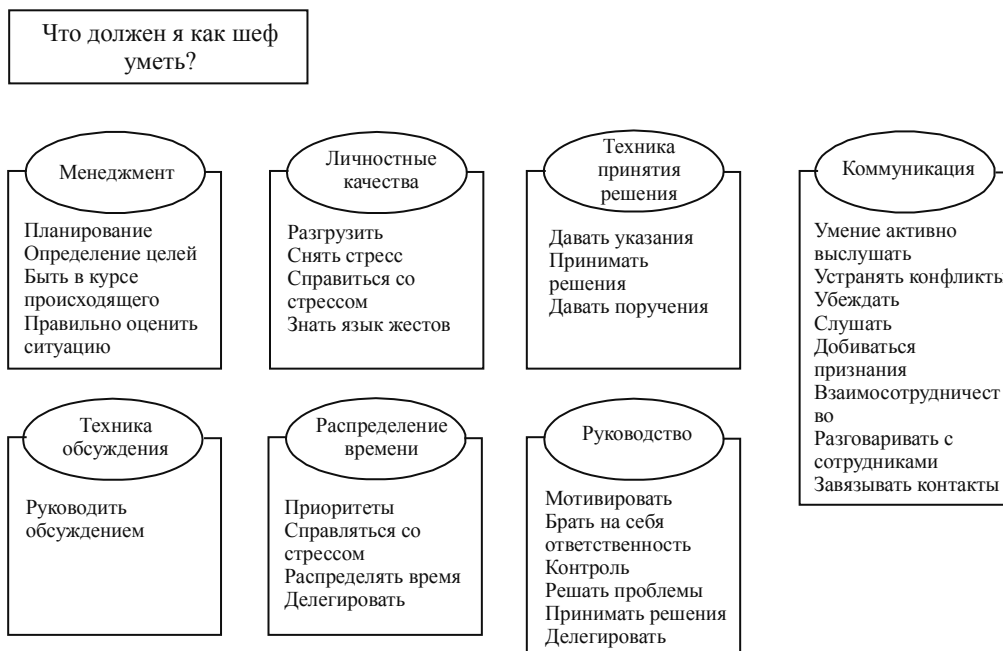 Что должен я как шеф
уметь?
Менеджмент
Планирование
Определение целей
Быть в курсе
происходящего
Правильно оценить
ситуацию
Личностные
качества
Разгрузить
Снять стресс
Справиться со
стрессом
Знать язык жестов
Техника
принятия
решения
Давать указания
Принимать
решения
Давать поручения
Коммуникация
Умение активно
выслушать
Устранять конфликты
Убеждать
Слушать
Добиваться
признания
Взаимосотрудничест
во
Разговаривать с
сотрудниками
Завязывать контакты
Техника
обсуждения
Руководить
обсуждением
Распределение
времени
Приоритеты
Справляться со
стрессом
Распределять время
Делегировать
Руководство
Мотивировать
Брать на себя
ответственность
Контроль
Решать проблемы
Принимать решения
Делегировать